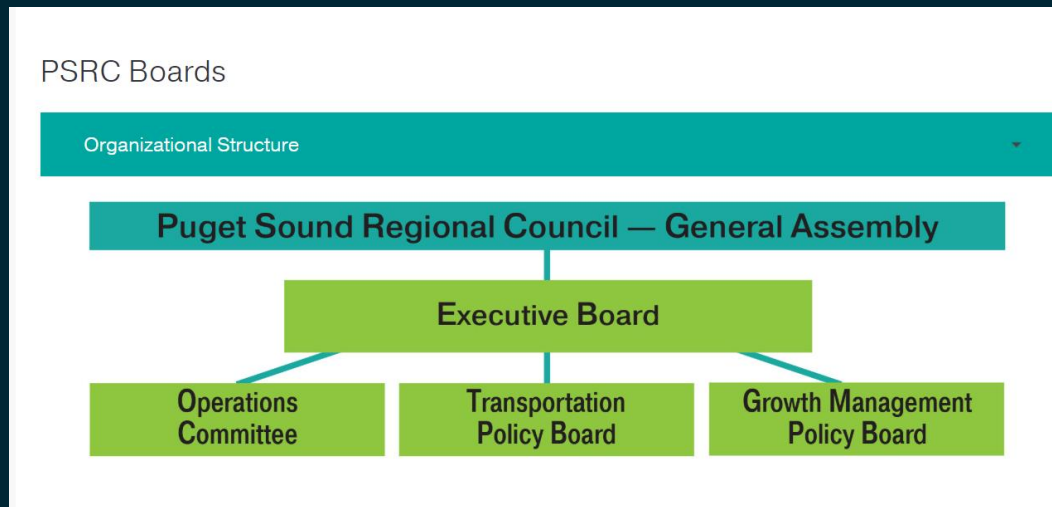 PSRC Boards
Organizational Structure
Puget Sound Regional Council — General Assembly
Executive Board
Operations
Committee
Transportation
Policy Board
Growth Management
Policy Board